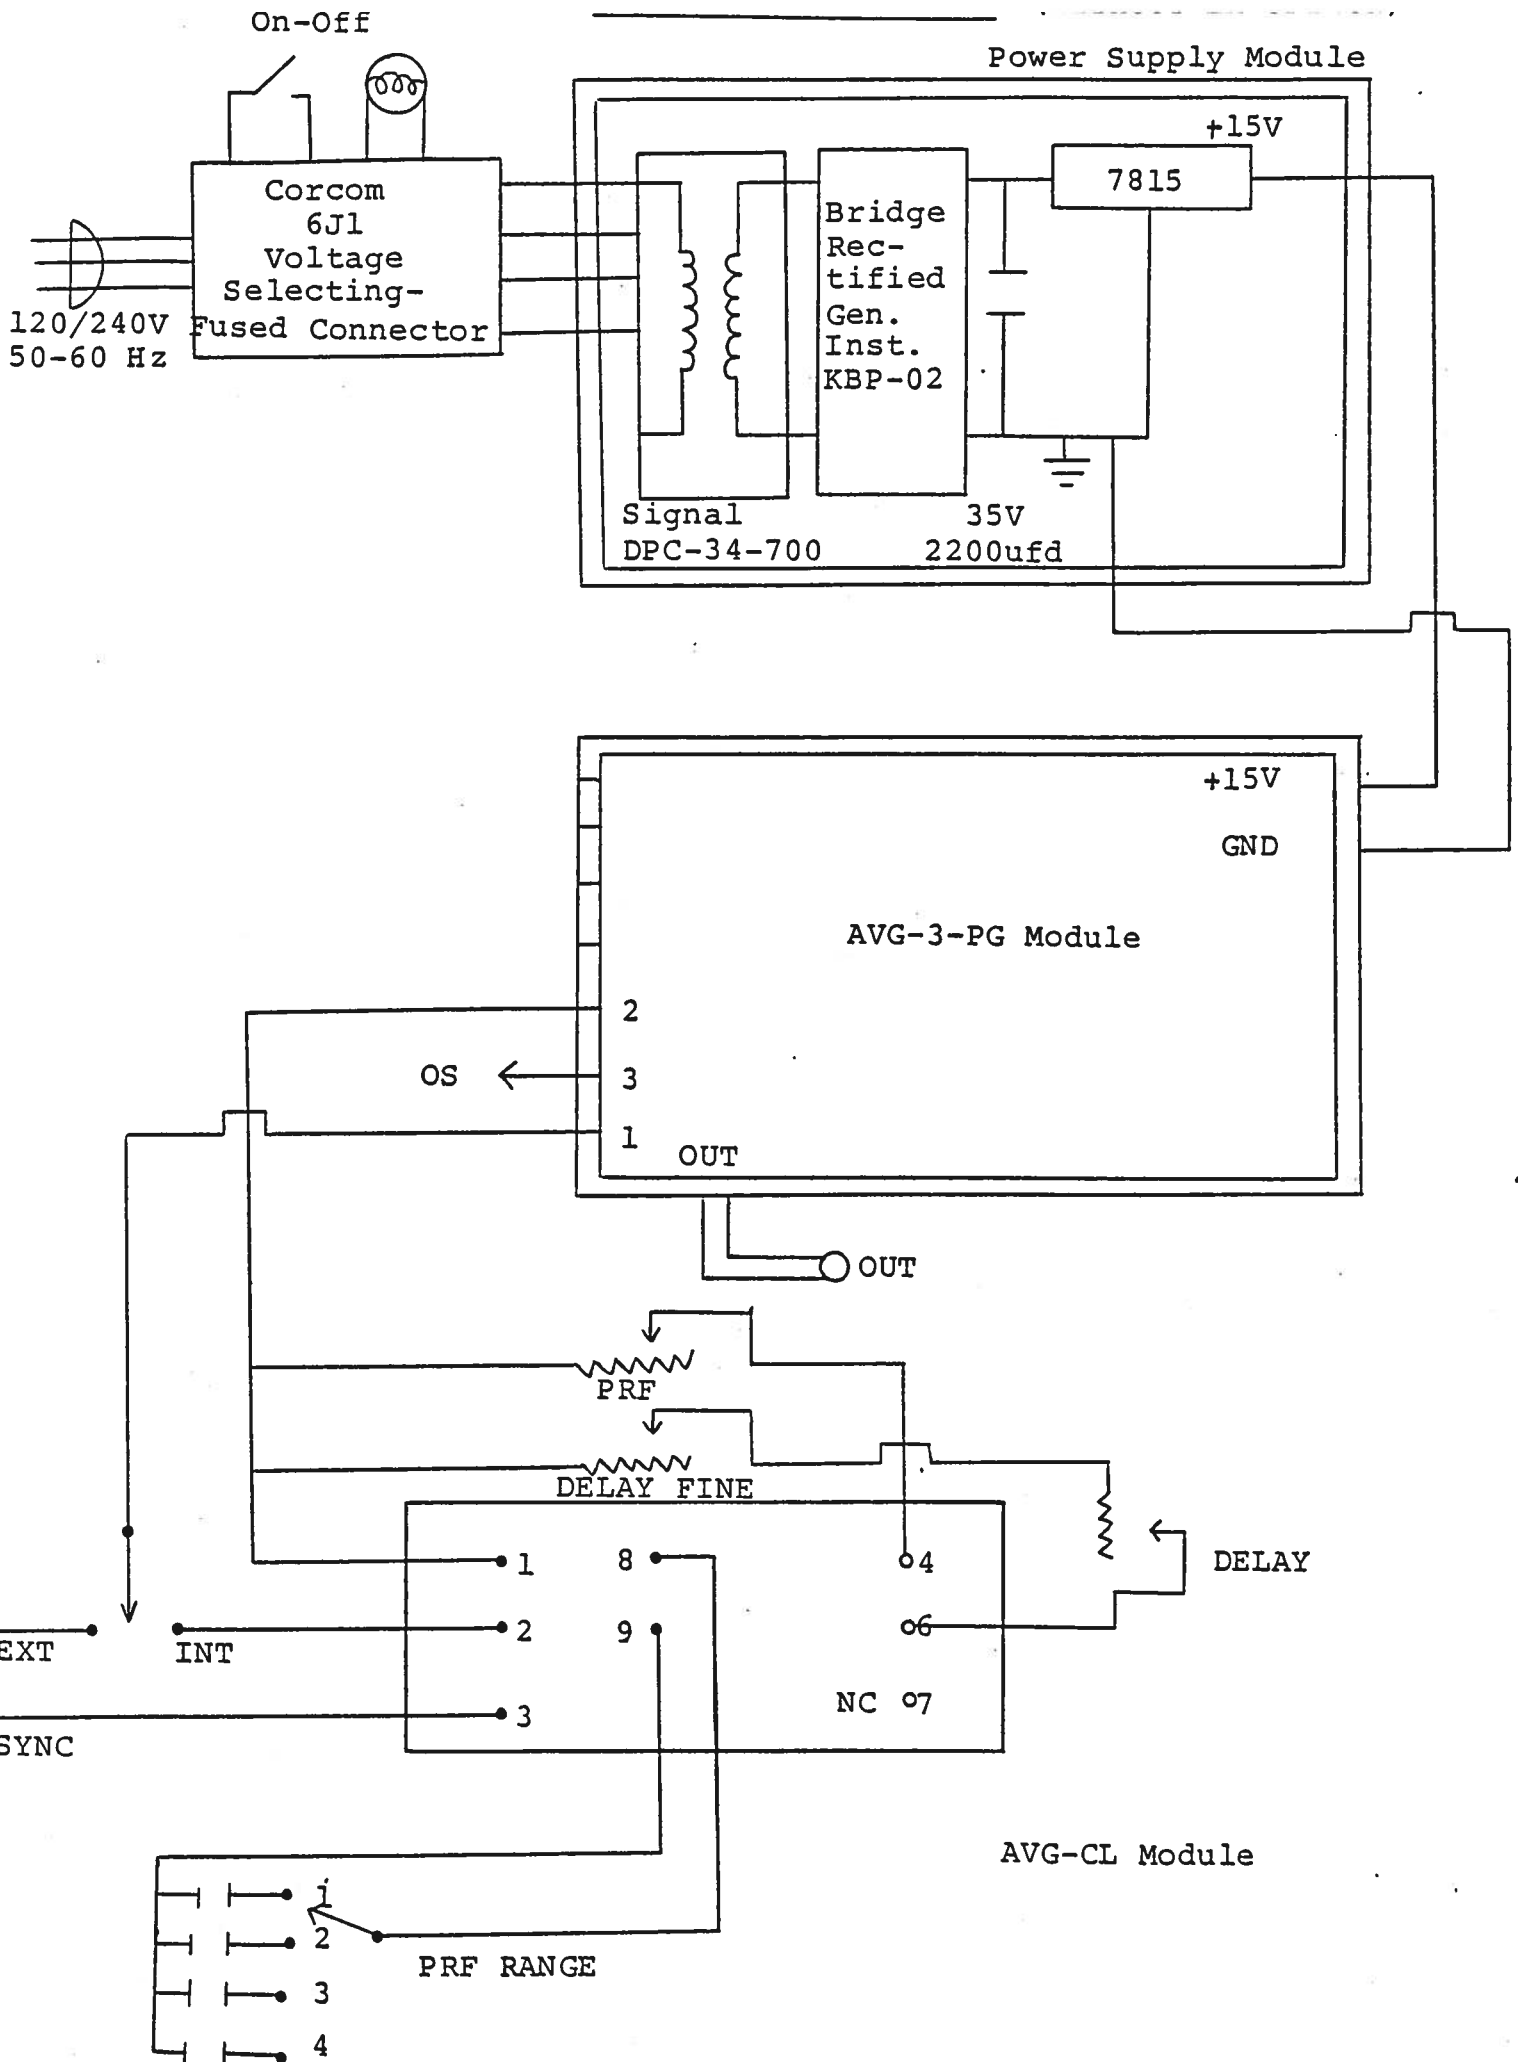 On-Off
Power Supply Module
+15V
7815
Corcom
6J1
Voltage
Selecting-
Fused Connector
120/240V
50-60 Hz
Bridge
Rec-
tified
Gen.
Inst.
KBP-02
Signal
DPC-34-700
35V
2200ufd
+15V
GND
AVG-3-PG Module
2
OS
3
1
OUT
OUT
PRF
DELAY FINE
1
8
4
DELAY
2
9
6
EXT
INT
NC
7
3
SYNC
AVG-CL Module
1
2
PRF RANGE
3
4